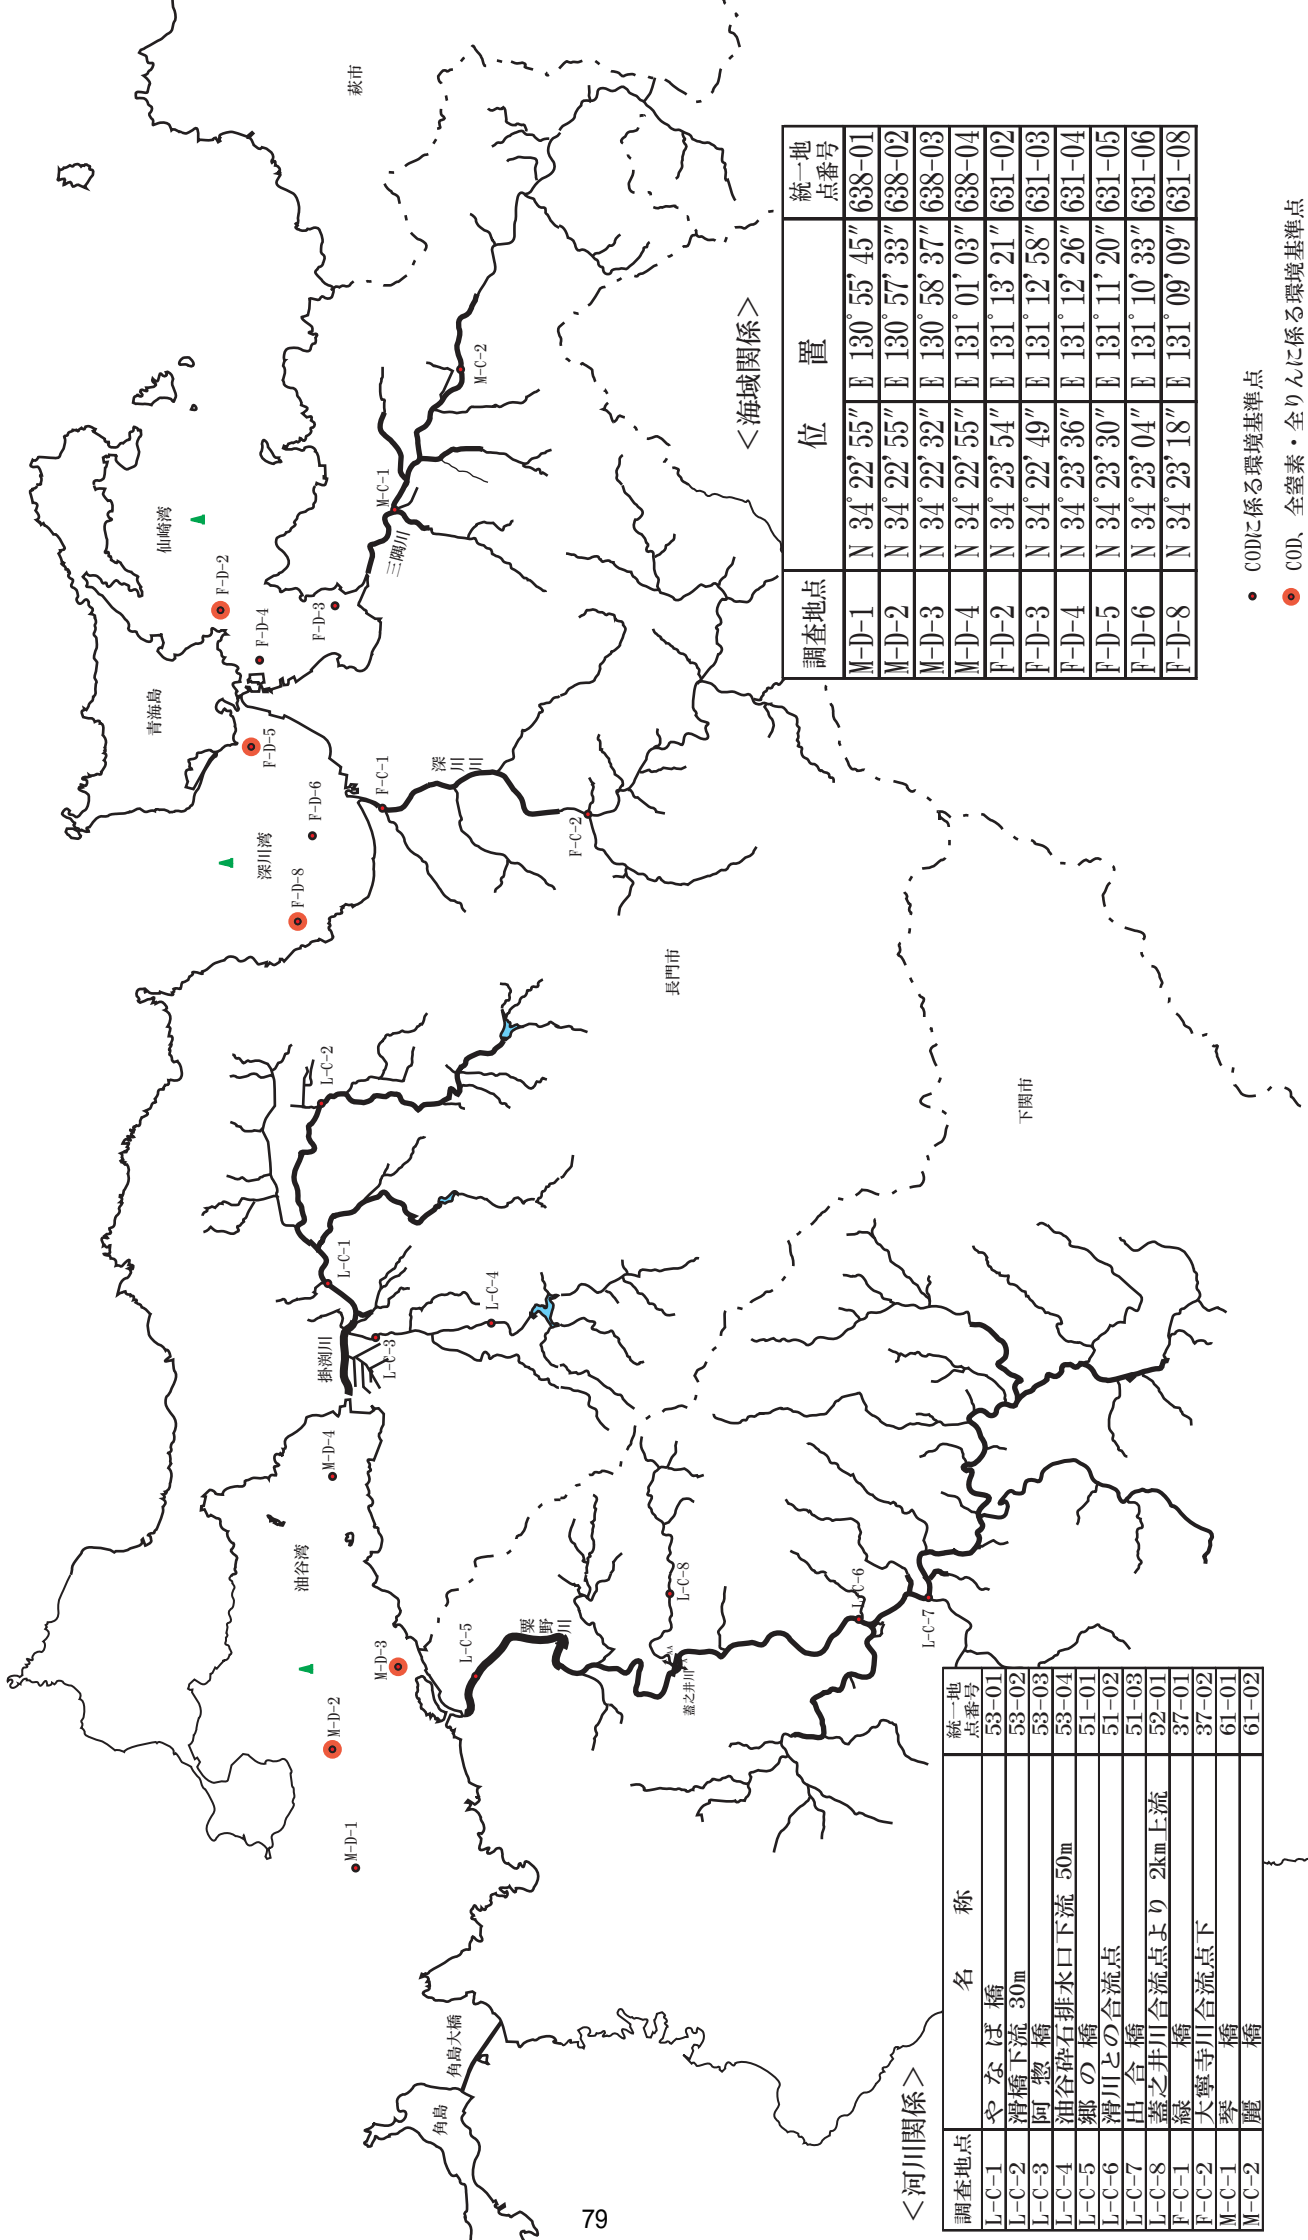 萩市
仙崎湾
F-D-2
F-D-4
F-D-3
青海島
F-D-5
F-D-6
深川湾
F-D-8
M-C-2
M-C-1
三隅川
F-C-1
深川川
F-C-2
長門市
下関市
L-C-2
L-C-1
掛渕川
L-C-3
L-C-4
M-D-4
油谷湾
M-D-3
M-D-2
M-D-1
L-C-5
粟野川
L-C-8
蓋之井川
L-C-6
L-C-7
角島大橋
角島
<海域関係>
調査地点 位 置 統一地点番号
M-D-1 N 34°22’55” E 130°55’45” 638-01
M-D-2 N 34°22’55” E 130°57’33” 638-02
M-D-3 N 34°22’32” E 130°58’37” 638-03
M-D-4 N 34°22’55” E 131°01’03” 638-04
F-D-2 N 34°23’54” E 131°13’21” 631-02
F-D-3 N 34°22’49” E 131°12’58” 631-03
F-D-4 N 34°23’36” E 131°12’26” 631-04
F-D-5 N 34°23’30” E 131°11’20” 631-05
F-D-6 N 34°23’04” E 131°10’33” 631-06
F-D-8 N 34°23’18” E 131°09’09” 631-08
CODに係る環境基準点
COD、全窒素・全りんに係る環境基準点
<河川関係>
調査地点 名 称 統一地点番号
L-C-1 やなば橋 53-01
L-C-2 滑橋下流 30m 53-02
L-C-3 阿惣橋 53-03
L-C-4 油谷砕石排水口下流 50m 53-04
L-C-5 郷の橋 51-01
L-C-6 滑川との合流点 51-02
L-C-7 出合橋 51-03
L-C-8 蓋之井川合流点より 2km上流 52-01
F-C-1 緑橋 37-01
F-C-2 大寧寺川合流点下 37-02
M-C-1 琴橋 61-01
M-C-2 麗橋 61-02
79